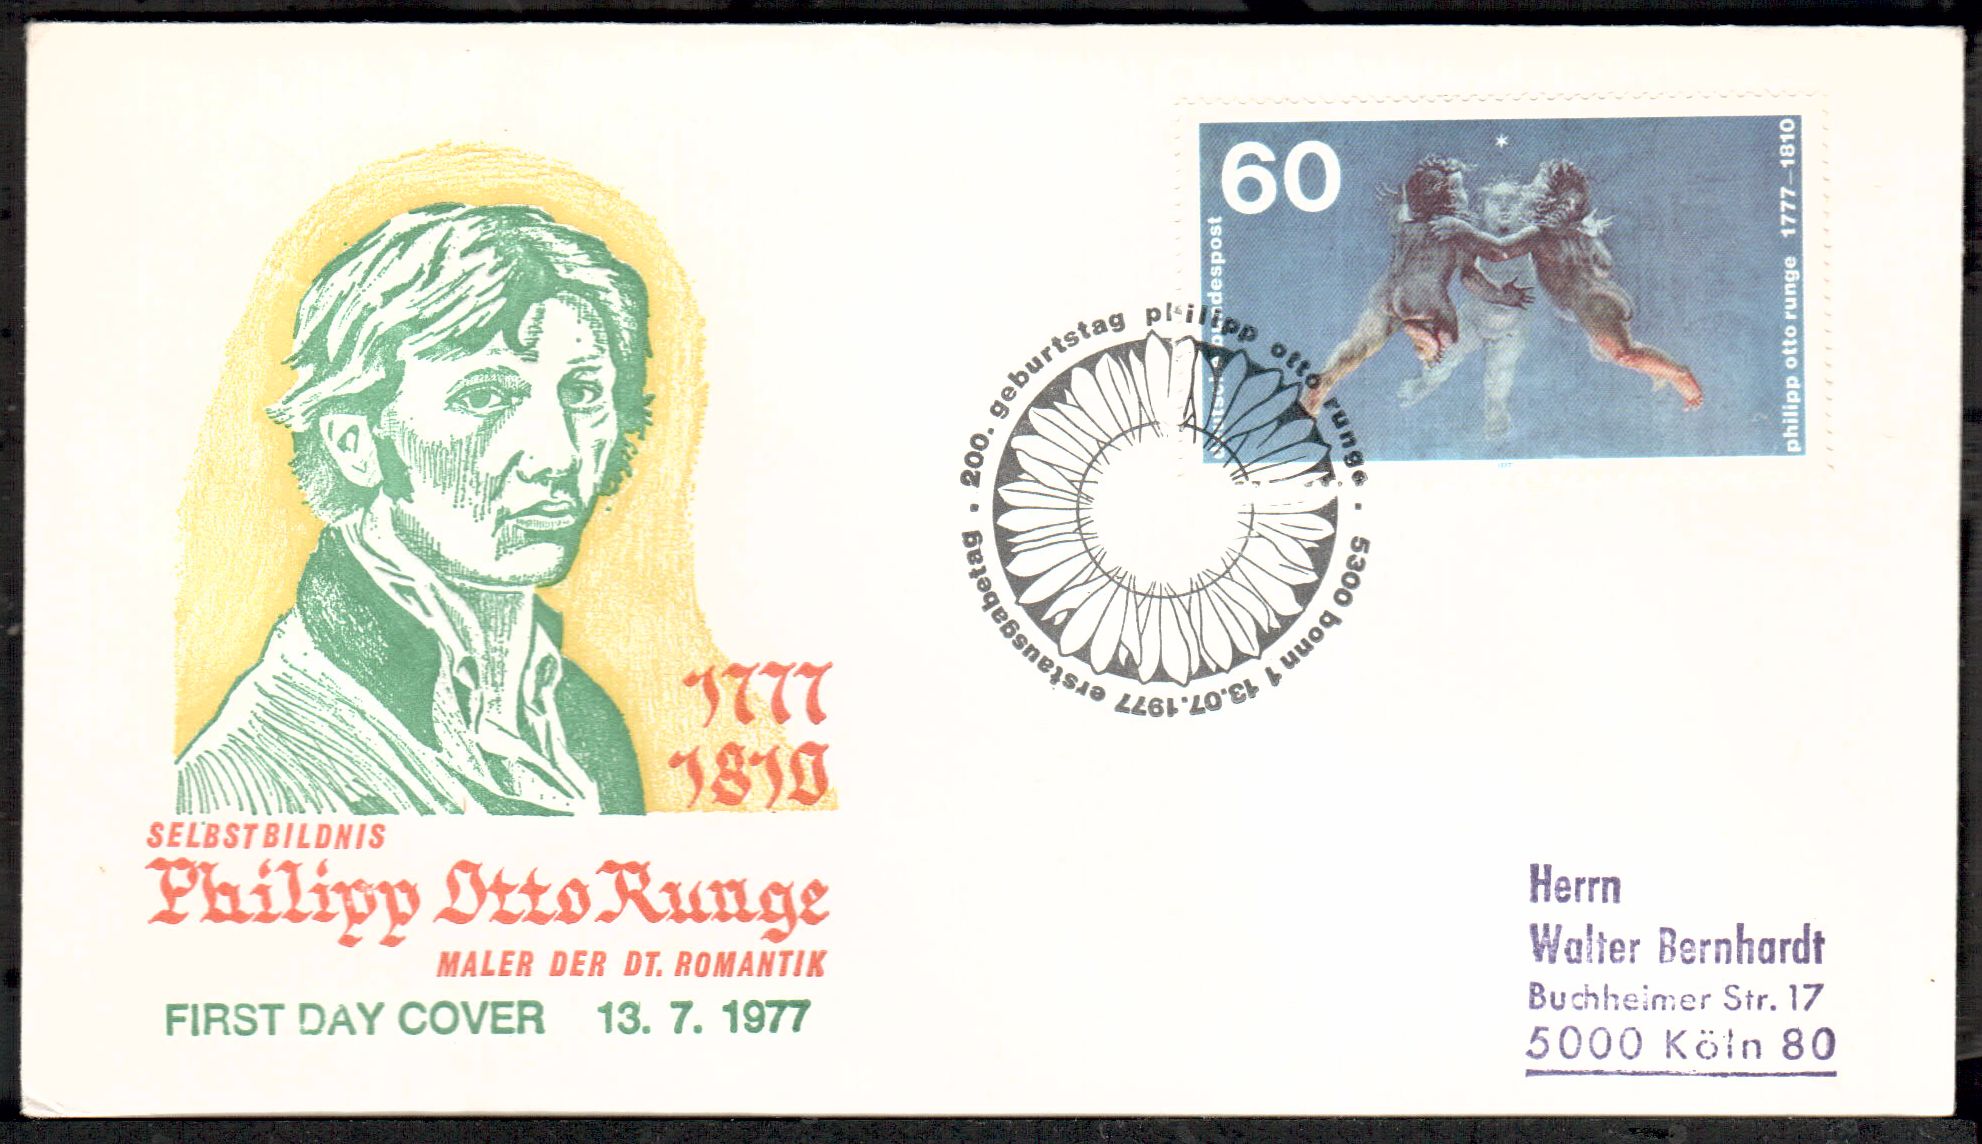 60
deutsche bundespost
philipp otto runge 1777–1810
200. geburtstag philipp otto runge • 5300 bonn 1 13.07.1977 erstausgabetag •
1777
1810
SELBSTBILDNIS
Philipp Otto Runge
MALER DER DT. ROMANTIK
FIRST DAY COVER 13. 7. 1977
Herrn
Walter Bernhardt
Buchheimer Str. 17
5000 Köln 80